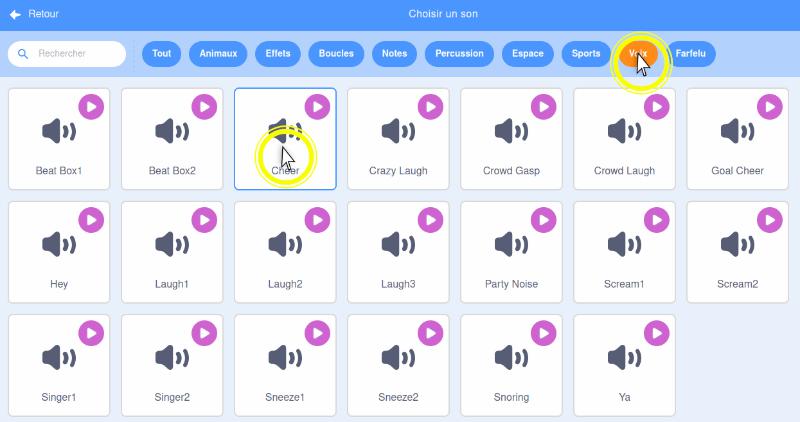 Retour
Choisir un son
Rechercher
Tout Animaux Effets Boucles Notes Percussion Espace Sports Farfelu
Beat Box1 Beat Box2 Cheer Crazy Laugh Crowd Gasp Crowd Laugh Goal Cheer
Hey Laugh1 Laugh2 Laugh3 Party Noise Scream1 Scream2
Singer1 Singer2 Sneeze1 Sneeze2 Snoring Ya